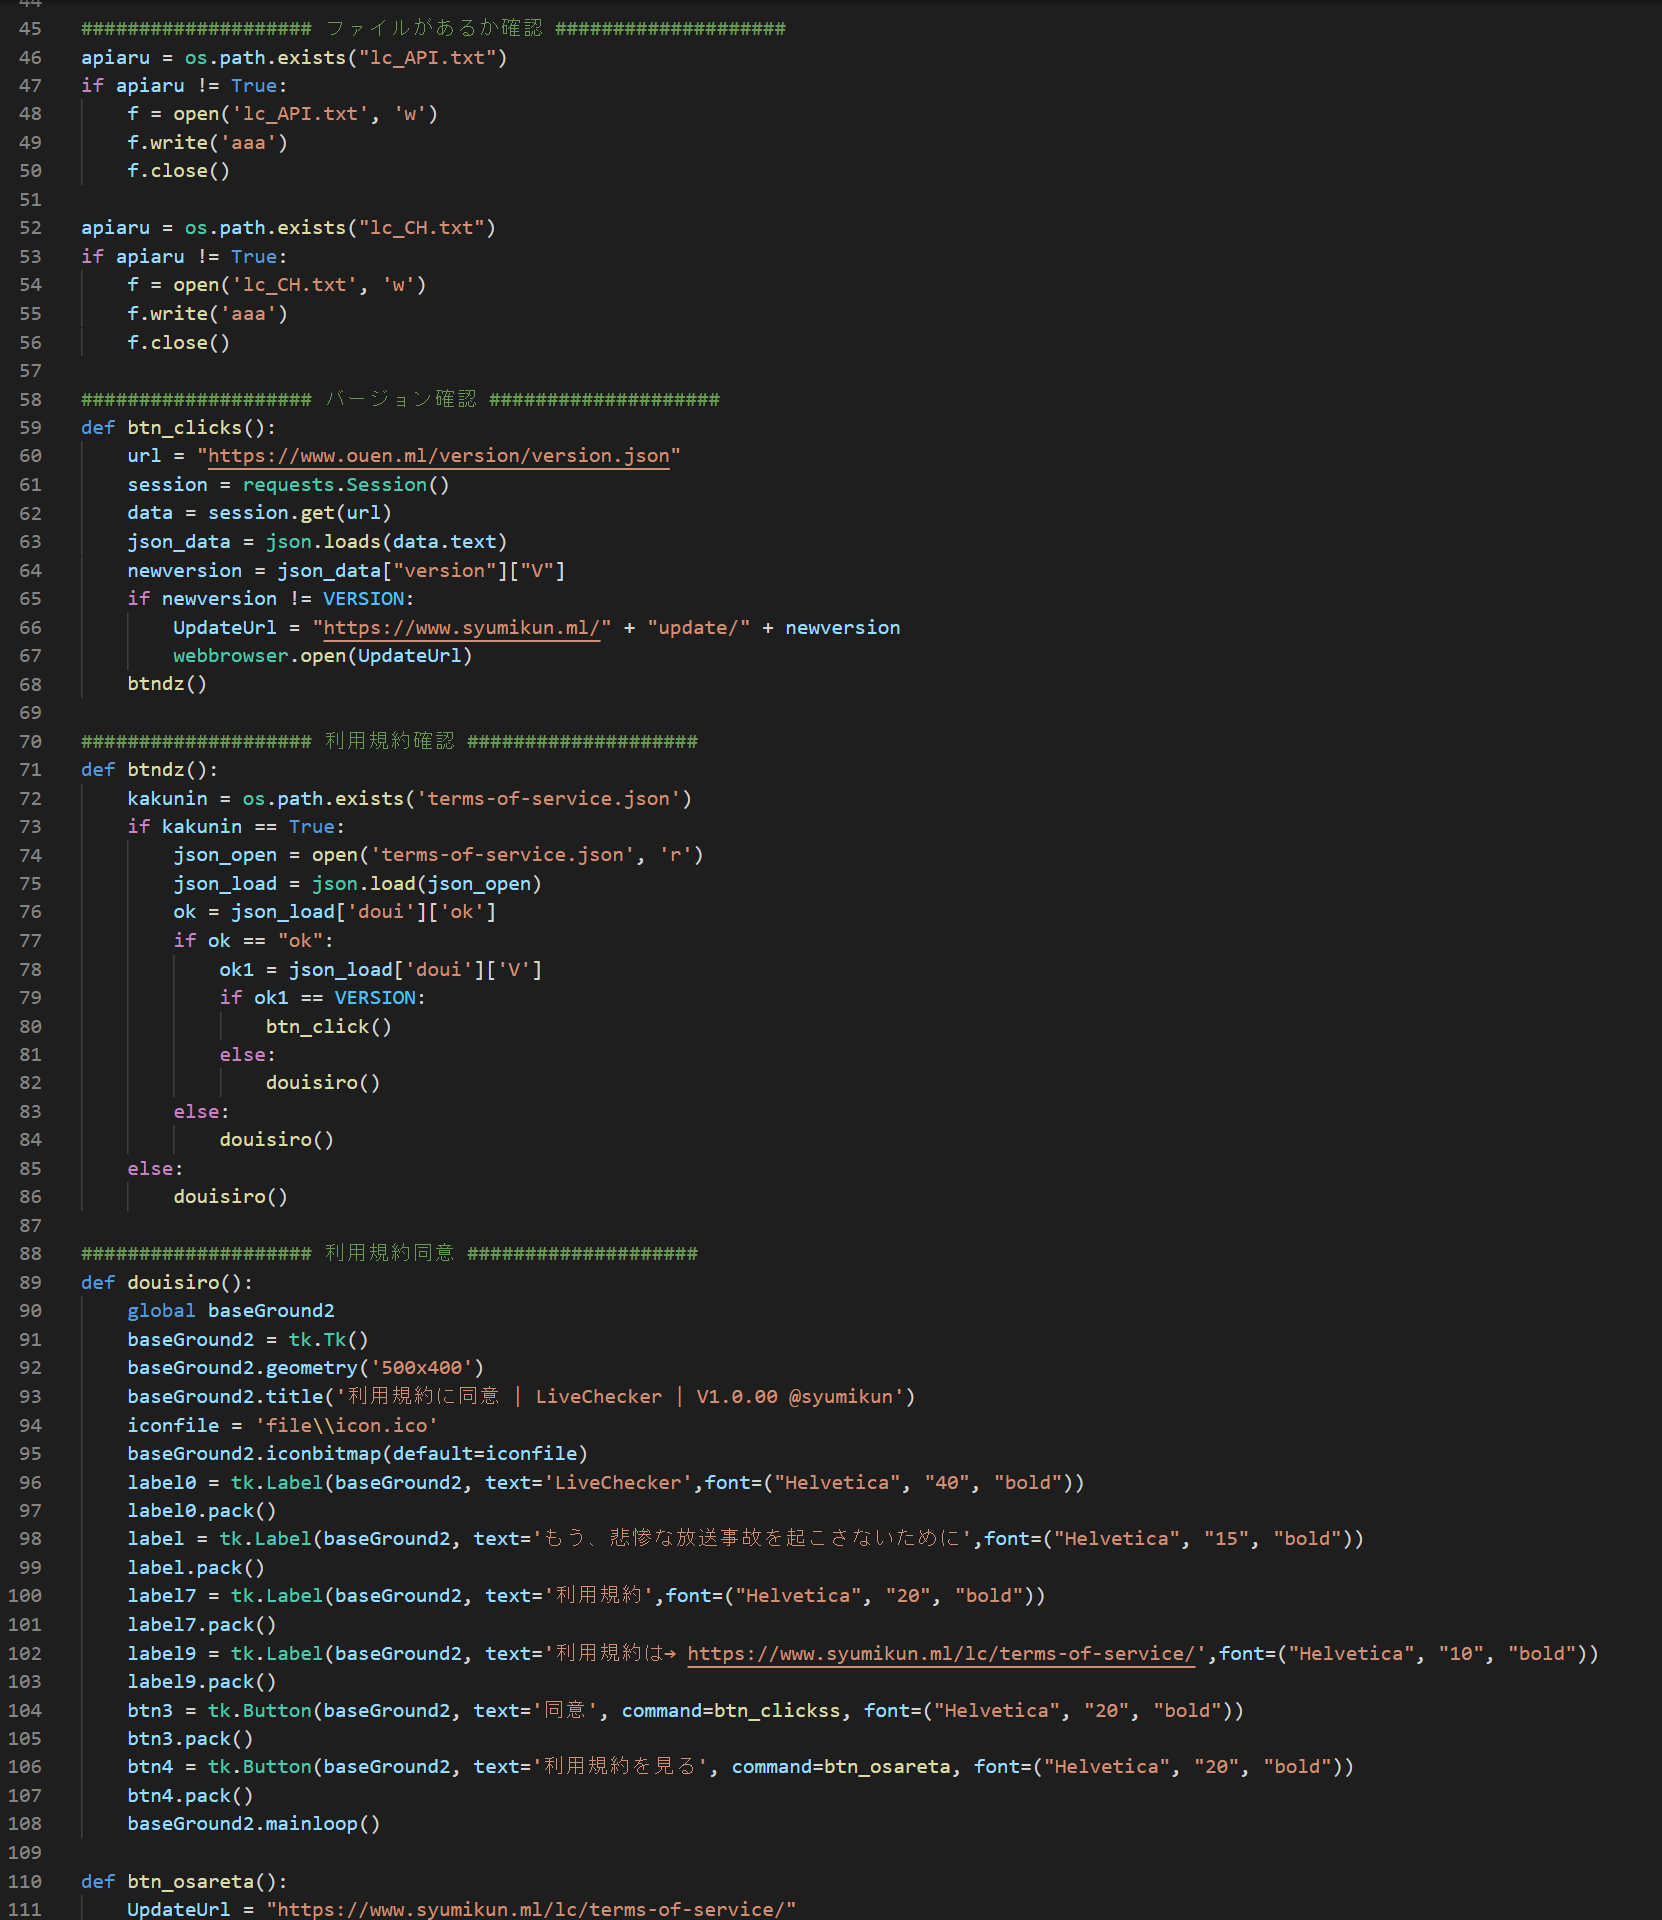 44
45 #################### ファイルがあるか確認 ####################
46 apiaru = os.path.exists("lc_API.txt")
47 if apiaru != True:
48     f = open('lc_API.txt', 'w')
49     f.write('aaa')
50     f.close()
51
52 apiaru = os.path.exists("lc_CH.txt")
53 if apiaru != True:
54     f = open('lc_CH.txt', 'w')
55     f.write('aaa')
56     f.close()
57
58 #################### バージョン確認 ####################
59 def btn_clicks():
60     url = "https://www.ouen.ml/version/version.json"
61     session = requests.Session()
62     data = session.get(url)
63     json_data = json.loads(data.text)
64     newversion = json_data["version"]["V"]
65     if newversion != VERSION:
66         UpdateUrl = "https://www.syumikun.ml/" + "update/" + newversion
67         webbrowser.open(UpdateUrl)
68     btndz()
69
70 #################### 利用規約確認 ####################
71 def btndz():
72     kakunin = os.path.exists('terms-of-service.json')
73     if kakunin == True:
74         json_open = open('terms-of-service.json', 'r')
75         json_load = json.load(json_open)
76         ok = json_load['doui']['ok']
77         if ok == "ok":
78             ok1 = json_load['doui']['V']
79             if ok1 == VERSION:
80                 btn_click()
81             else:
82                 douisiro()
83         else:
84             douisiro()
85     else:
86         douisiro()
87
88 #################### 利用規約同意 ####################
89 def douisiro():
90     global baseGround2
91     baseGround2 = tk.Tk()
92     baseGround2.geometry('500x400')
93     baseGround2.title('利用規約に同意 | LiveChecker | V1.0.00 @syumikun')
94     iconfile = 'file\\icon.ico'
95     baseGround2.iconbitmap(default=iconfile)
96     label0 = tk.Label(baseGround2, text='LiveChecker',font=("Helvetica", "40", "bold"))
97     label0.pack()
98     label = tk.Label(baseGround2, text='もう、悲惨な放送事故を起こさないために',font=("Helvetica", "15", "bold"))
99     label.pack()
100     label7 = tk.Label(baseGround2, text='利用規約',font=("Helvetica", "20", "bold"))
101     label7.pack()
102     label9 = tk.Label(baseGround2, text='利用規約は→ https://www.syumikun.ml/lc/terms-of-service/',font=("Helvetica", "10", "bold"))
103     label9.pack()
104     btn3 = tk.Button(baseGround2, text='同意', command=btn_clickss, font=("Helvetica", "20", "bold"))
105     btn3.pack()
106     btn4 = tk.Button(baseGround2, text='利用規約を見る', command=btn_osareta, font=("Helvetica", "20", "bold"))
107     btn4.pack()
108     baseGround2.mainloop()
109
110 def btn_osareta():
111     UpdateUrl = "https://www.syumikun.ml/lc/terms-of-service/"